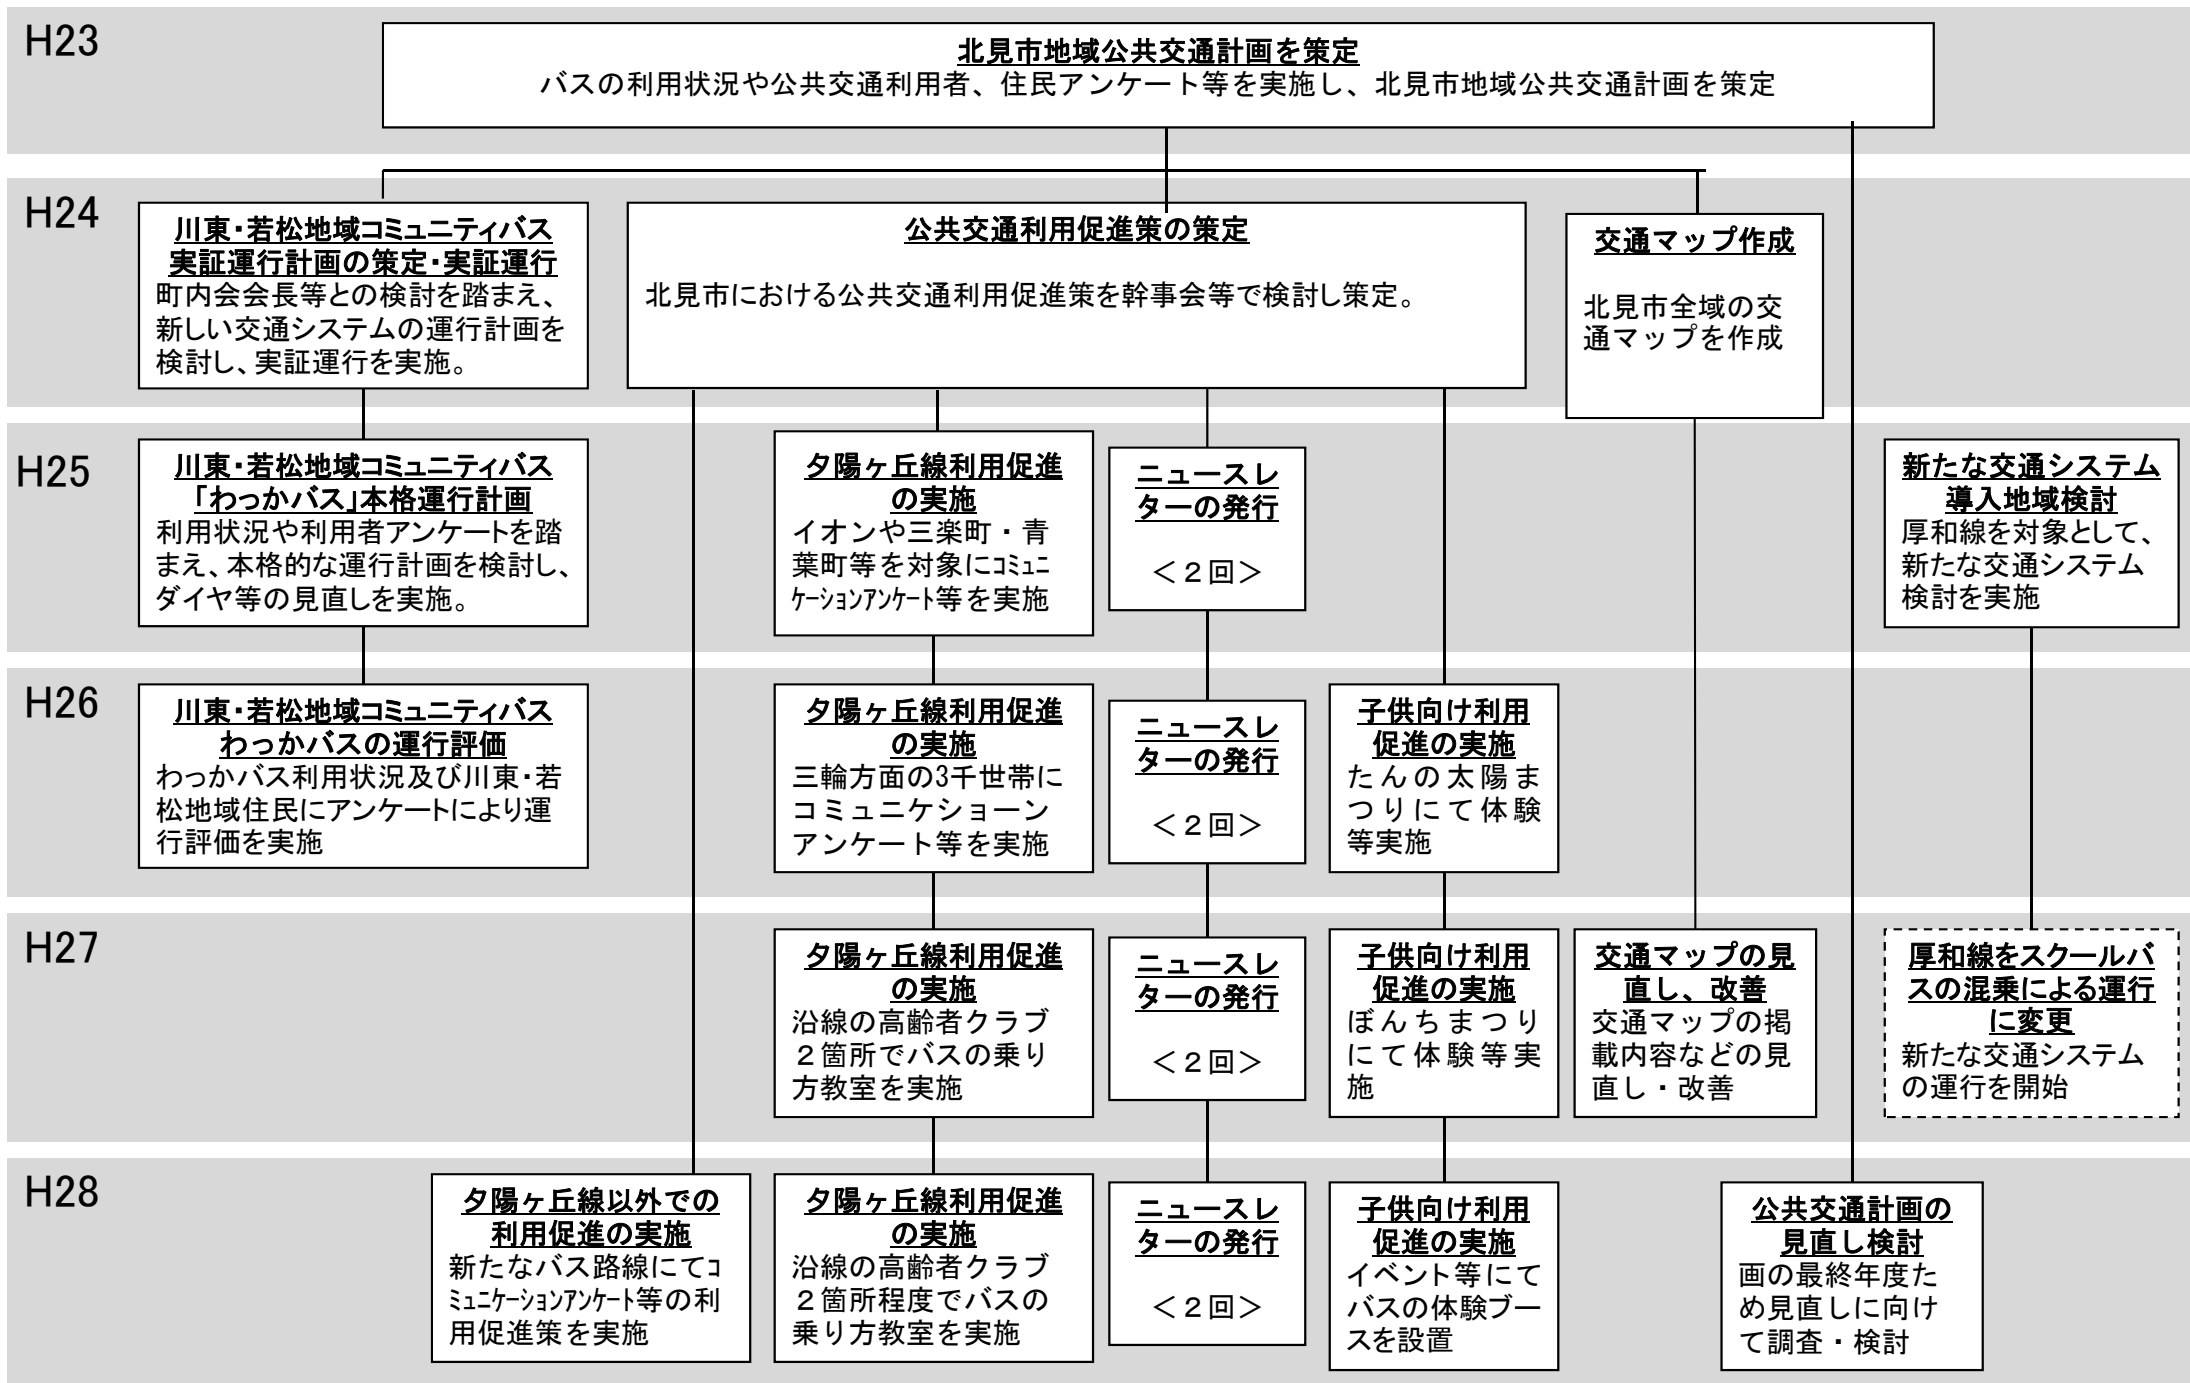 H23
北見市地域公共交通計画を策定
バスの利用状況や公共交通利用者、住民アンケート等を実施し、北見市地域公共交通計画を策定
H24
川東・若松地域コミュニティバス
実証運行計画の策定・実証運行
町内会会長等との検討を踏まえ、
新しい交通システムの運行計画を
検討し、実証運行を実施。
公共交通利用促進策の策定
北見市における公共交通利用促進策を幹事会等で検討し策定。
交通マップ作成
北見市全域の交
通マップを作成
H25
川東・若松地域コミュニティバス
「わっかバス」本格運行計画
利用状況や利用者アンケートを踏
まえ、本格的な運行計画を検討し、
ダイヤ等の見直しを実施。
夕陽ヶ丘線利用促進
の実施
イオンや三楽町・青
葉町等を対象にｺﾐｭﾆ
ｹｰｼｮﾝｱﾝｹｰﾄ等を実施
ニュースレ
ターの発行
＜２回＞
新たな交通システム
導入地域検討
厚和線を対象として、
新たな交通システム
検討を実施
H26
川東・若松地域コミュニティバス
わっかバスの運行評価
わっかバス利用状況及び川東・若
松地域住民にアンケートにより運
行評価を実施
夕陽ヶ丘線利用促進
の実施
三輪方面の3千世帯に
コミュニケショーン
アンケート等を実施
ニュースレ
ターの発行
＜２回＞
子供向け利用
促進の実施
たんの太陽ま
つりにて体験
等実施
H27
夕陽ヶ丘線利用促進
の実施
沿線の高齢者クラブ
２箇所でバスの乗り
方教室を実施
ニュースレ
ターの発行
＜２回＞
子供向け利用
促進の実施
ぼんちまつり
にて体験等実
施
交通マップの見
直し、改善
交通マップの掲
載内容などの見
直し・改善
厚和線をスクールバ
スの混乗による運行
に変更
新たな交通システム
の運行を開始
H28
夕陽ヶ丘線以外での
利用促進の実施
新たなバス路線にてｺ
ﾐｭﾆｹｰｼｮﾝｱﾝｹｰﾄ等の利
用促進策を実施
夕陽ヶ丘線利用促進
の実施
沿線の高齢者クラブ
２箇所程度でバスの
乗り方教室を実施
ニュースレ
ターの発行
＜２回＞
子供向け利用
促進の実施
イベント等にて
バスの体験ブー
スを設置
公共交通計画の
見直し検討
画の最終年度た
め見直しに向け
て調査・検討